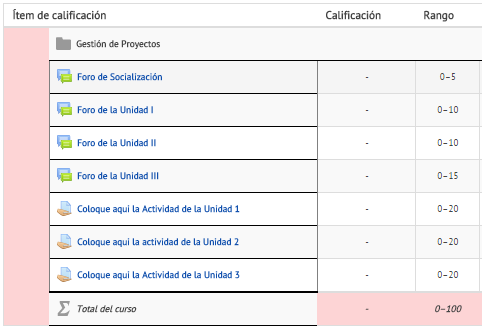 Ítem de calificación Calificación Rango
Gestión de Proyectos
Foro de Socialización - 0–5
Foro de la Unidad I - 0–10
Foro de la Unidad II - 0–10
Foro de la Unidad III - 0–15
Coloque aqui la Actividad de la Unidad 1 - 0–20
Coloque aqui la actividad de la Unidad 2 - 0–20
Coloque aqui la Actividad de la Unidad 3 - 0–20
Σ Total del curso - 0–100